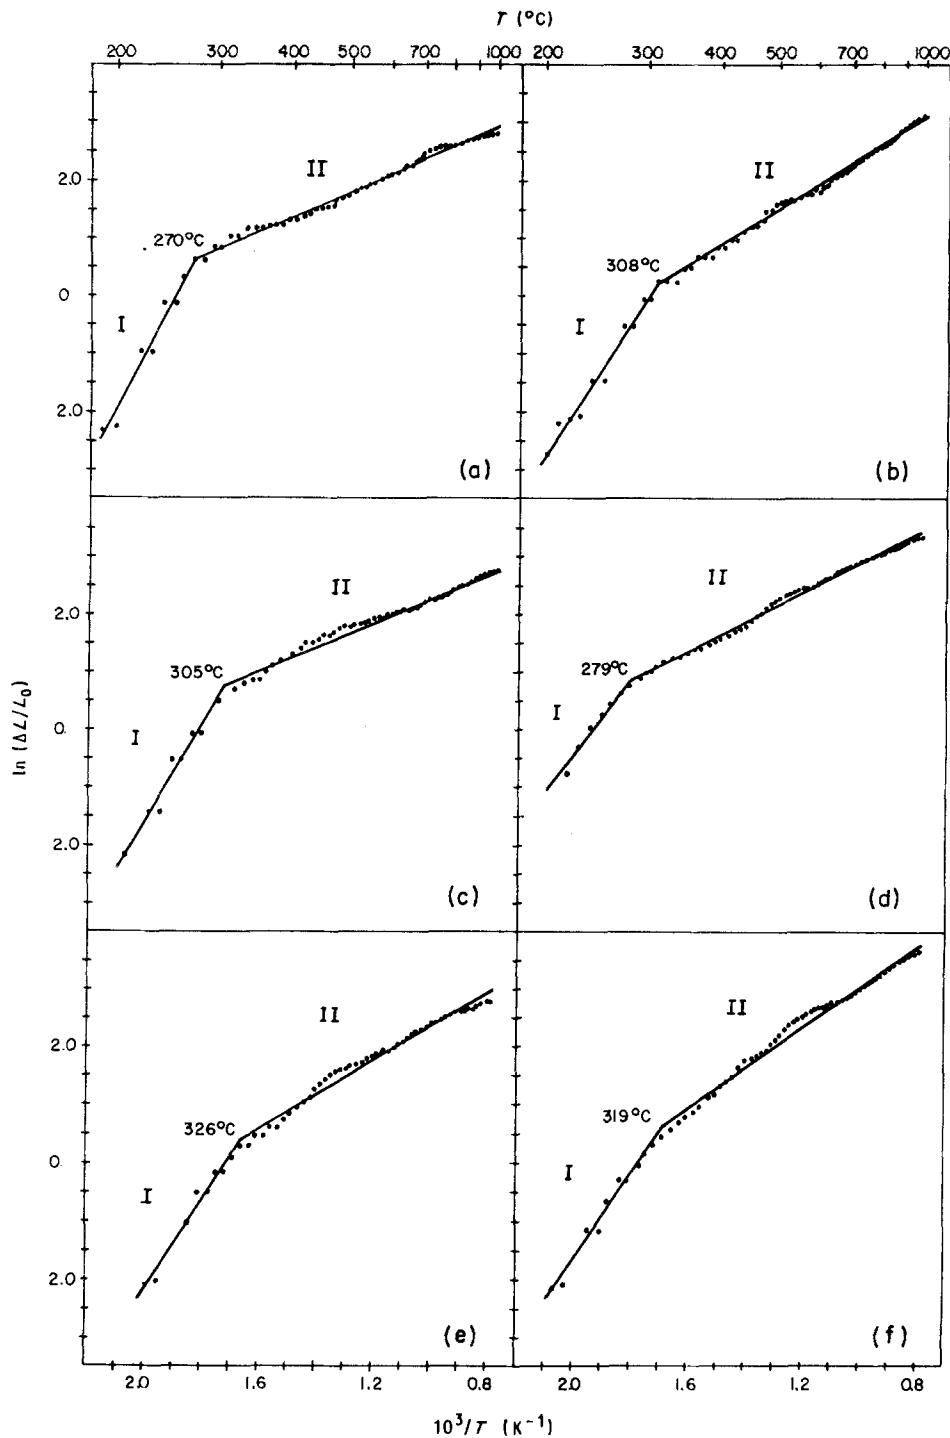 T (°C)
200 300 400 500 700 1000 200 300 400 500 700 1000
2.0
0
2.0
270°C
I
II
(a)
308°C
I
II
(b)
ln (ΔL/L₀)
2.0
0.
2.0
305°C
I
II
(c)
279°C
I
II
(d)
2.0
0.
2.0
326°C
I
II
(e)
319°C
I
II
(f)
2.0 1.6 1.2 0.8 2.0 1.6 1.2 0.8
10³/T (K⁻¹)